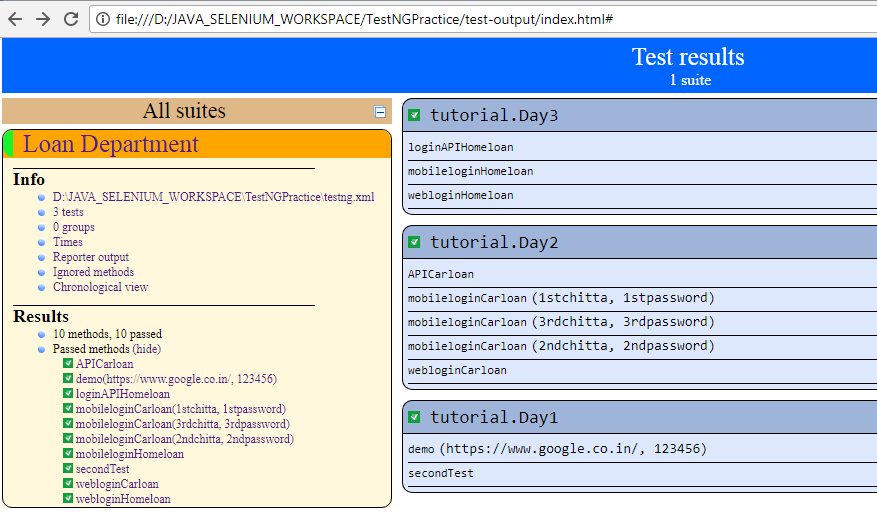 file:///D:/JAVA_SELENIUM_WORKSPACE/TestNGPractice/test-output/index.html#
Test results
1 suite
All suites
Loan Department
Info
D:\JAVA_SELENIUM_WORKSPACE\TestNGPractice\testng.xml
3 tests
0 groups
Times
Reporter output
Ignored methods
Chronological view
Results
10 methods, 10 passed
Passed methods (hide)
APICarloan
demo(https://www.google.co.in/, 123456)
loginAPIHomeloan
mobileloginCarloan(1stchitta, 1stpassword)
mobileloginCarloan(3rdchitta, 3rdpassword)
mobileloginCarloan(2ndchitta, 2ndpassword)
mobileloginHomeloan
secondTest
webloginCarloan
webloginHomeloan
tutorial.Day3
loginAPIHomeloan
mobileloginHomeloan
webloginHomeloan
tutorial.Day2
APICarloan
mobileloginCarloan (1stchitta, 1stpassword)
mobileloginCarloan (3rdchitta, 3rdpassword)
mobileloginCarloan (2ndchitta, 2ndpassword)
webloginCarloan
tutorial.Day1
demo (https://www.google.co.in/, 123456)
secondTest